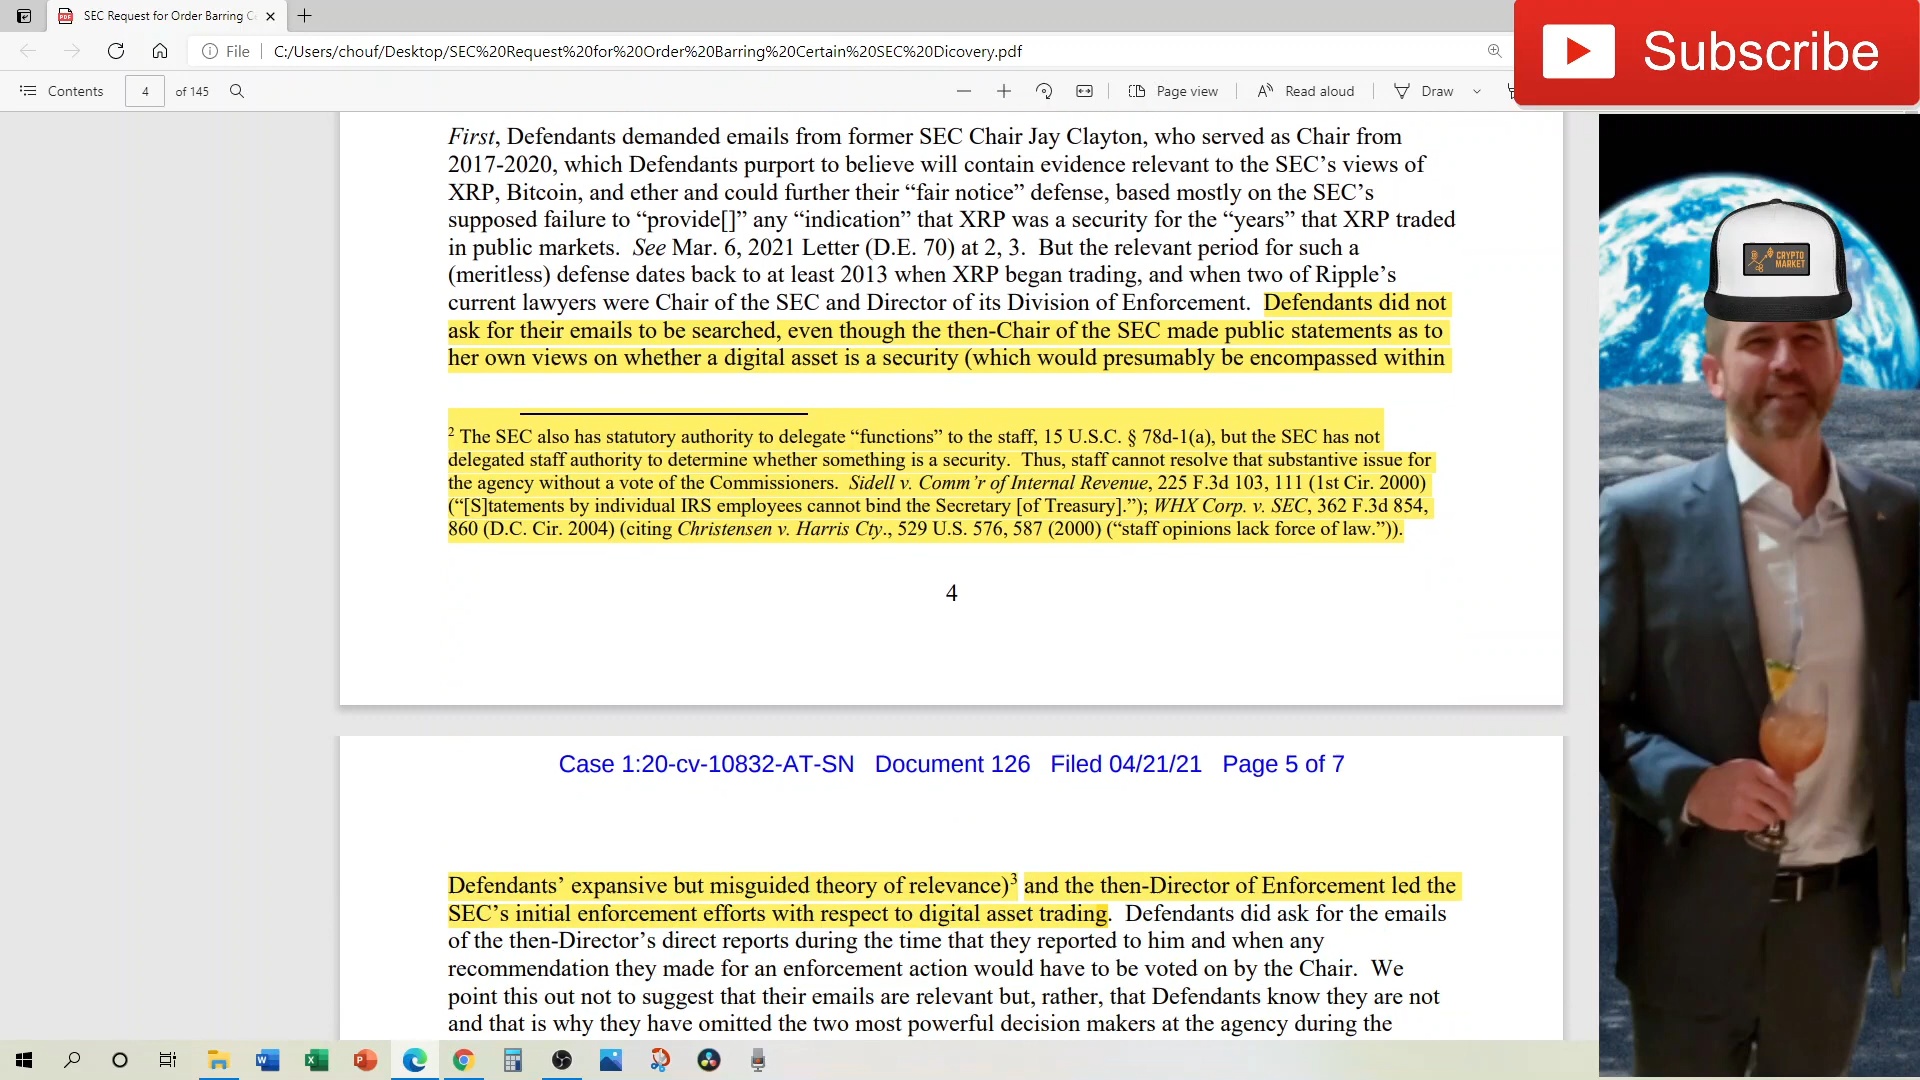 SEC Request for Order Barring C
File
C:/Users/chouf/Desktop/SEC%20Request%20for%20Order%20Barring%20Certain%20SEC%20Dicovery.pdf
Subscribe
Contents 4 of 145
Page view
Read aloud
Draw
First, Defendants demanded emails from former SEC Chair Jay Clayton, who served as Chair from
2017-2020, which Defendants purport to believe will contain evidence relevant to the SEC’s views of
XRP, Bitcoin, and ether and could further their “fair notice” defense, based mostly on the SEC’s
supposed failure to “provide[]” any “indication” that XRP was a security for the “years” that XRP traded
in public markets. See Mar. 6, 2021 Letter (D.E. 70) at 2, 3. But the relevant period for such a
(meritless) defense dates back to at least 2013 when XRP began trading, and when two of Ripple’s
current lawyers were Chair of the SEC and Director of its Division of Enforcement. Defendants did not
ask for their emails to be searched, even though the then-Chair of the SEC made public statements as to
her own views on whether a digital asset is a security (which would presumably be encompassed within
2 The SEC also has statutory authority to delegate “functions” to the staff, 15 U.S.C. § 78d-1(a), but the SEC has not
delegated staff authority to determine whether something is a security. Thus, staff cannot resolve that substantive issue for
the agency without a vote of the Commissioners. Sidell v. Comm’r of Internal Revenue, 225 F.3d 103, 111 (1st Cir. 2000)
(“[S]tatements by individual IRS employees cannot bind the Secretary [of Treasury].”); WHX Corp. v. SEC, 362 F.3d 854,
860 (D.C. Cir. 2004) (citing Christensen v. Harris Cty., 529 U.S. 576, 587 (2000) (“staff opinions lack force of law.”)).
4
Case 1:20-cv-10832-AT-SN Document 126 Filed 04/21/21 Page 5 of 7
Defendants’ expansive but misguided theory of relevance)3 and the then-Director of Enforcement led the
SEC’s initial enforcement efforts with respect to digital asset trading. Defendants did ask for the emails
of the then-Director’s direct reports during the time that they reported to him and when any
recommendation they made for an enforcement action would have to be voted on by the Chair. We
point this out not to suggest that their emails are relevant but, rather, that Defendants know they are not
and that is why they have omitted the two most powerful decision makers at the agency during the
CRYPTO
MARKET